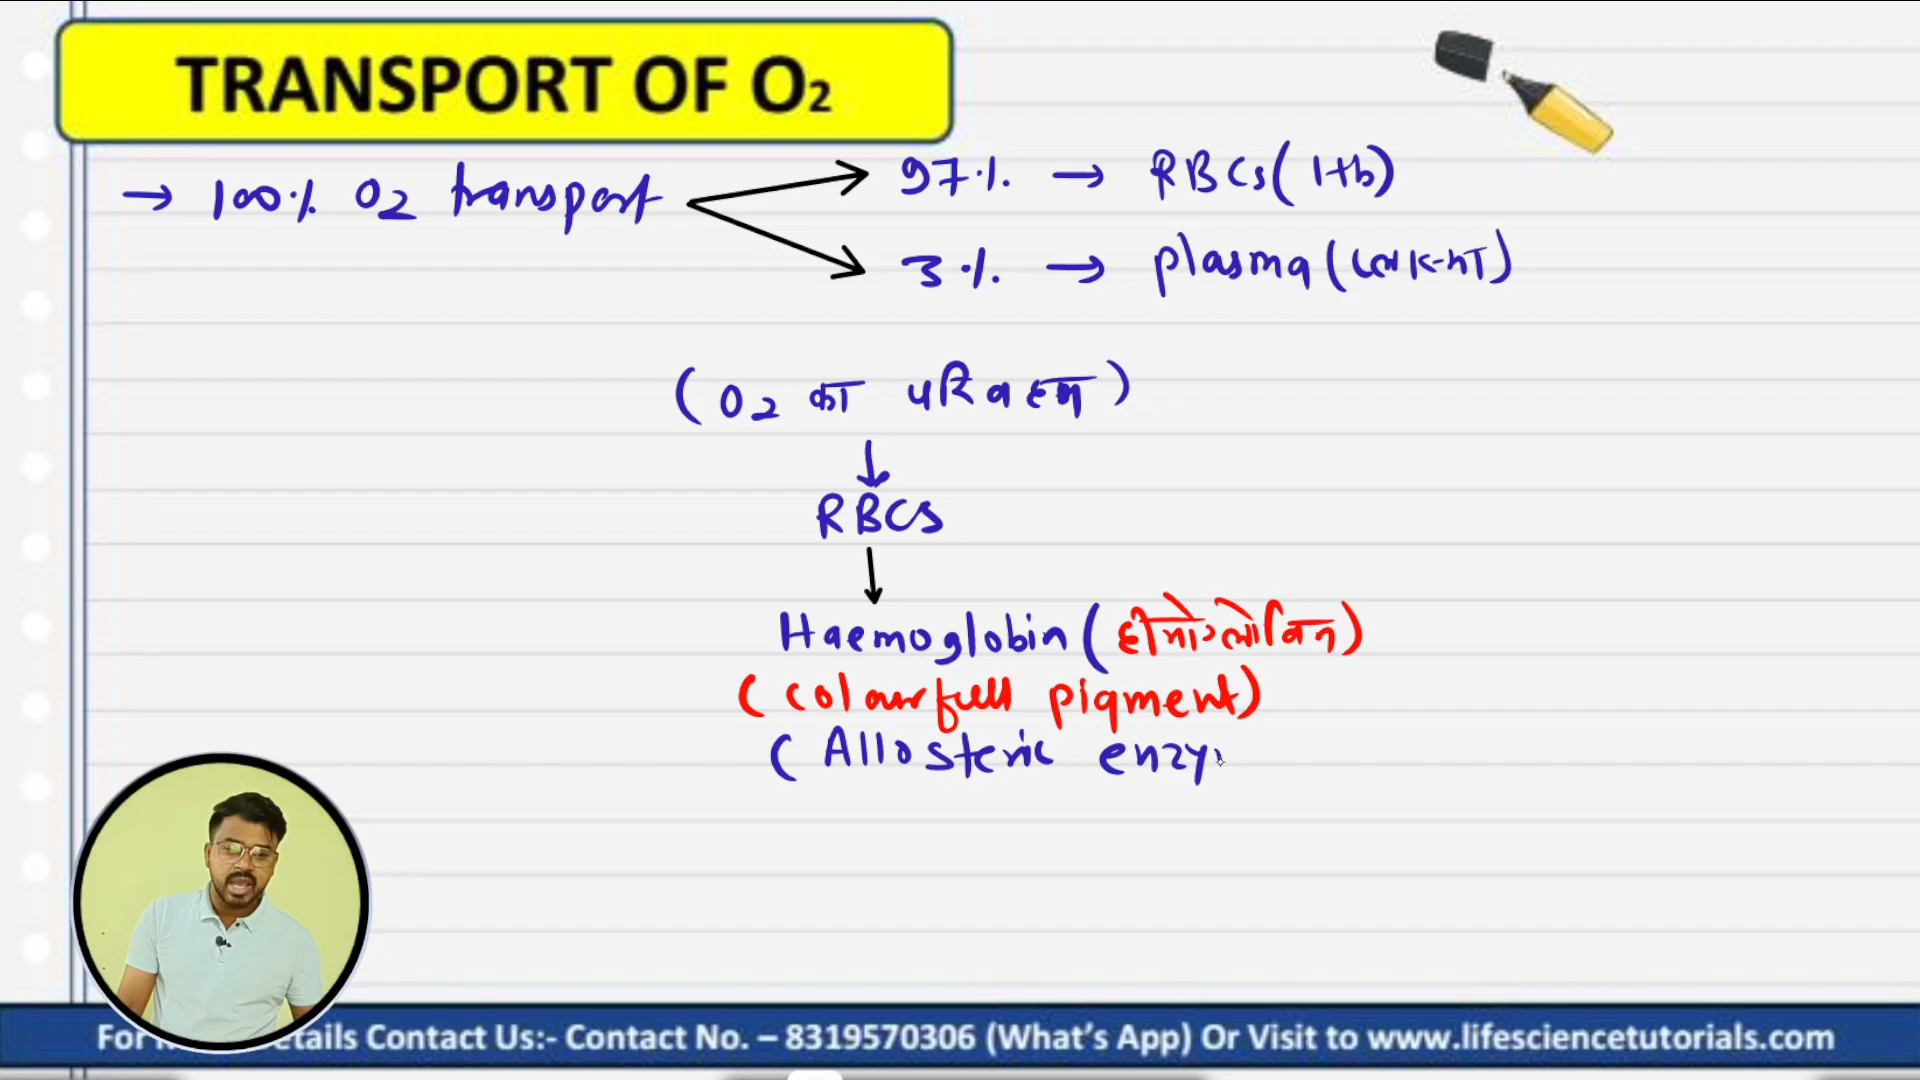 TRANSPORT OF O₂
→ 100% O2 transport
97% → RBCs(Hb)
3% → plasma(प्लाज्मा)
(O2 का परिवहन)
↓
RBCs
↓
Haemoglobin (हीमोग्लोबिन)
(colourfull pigment)
(Allosteric enzy
For More Details Contact Us:- Contact No. – 8319570306 (What's App) Or Visit to www.lifesciencetutorials.com